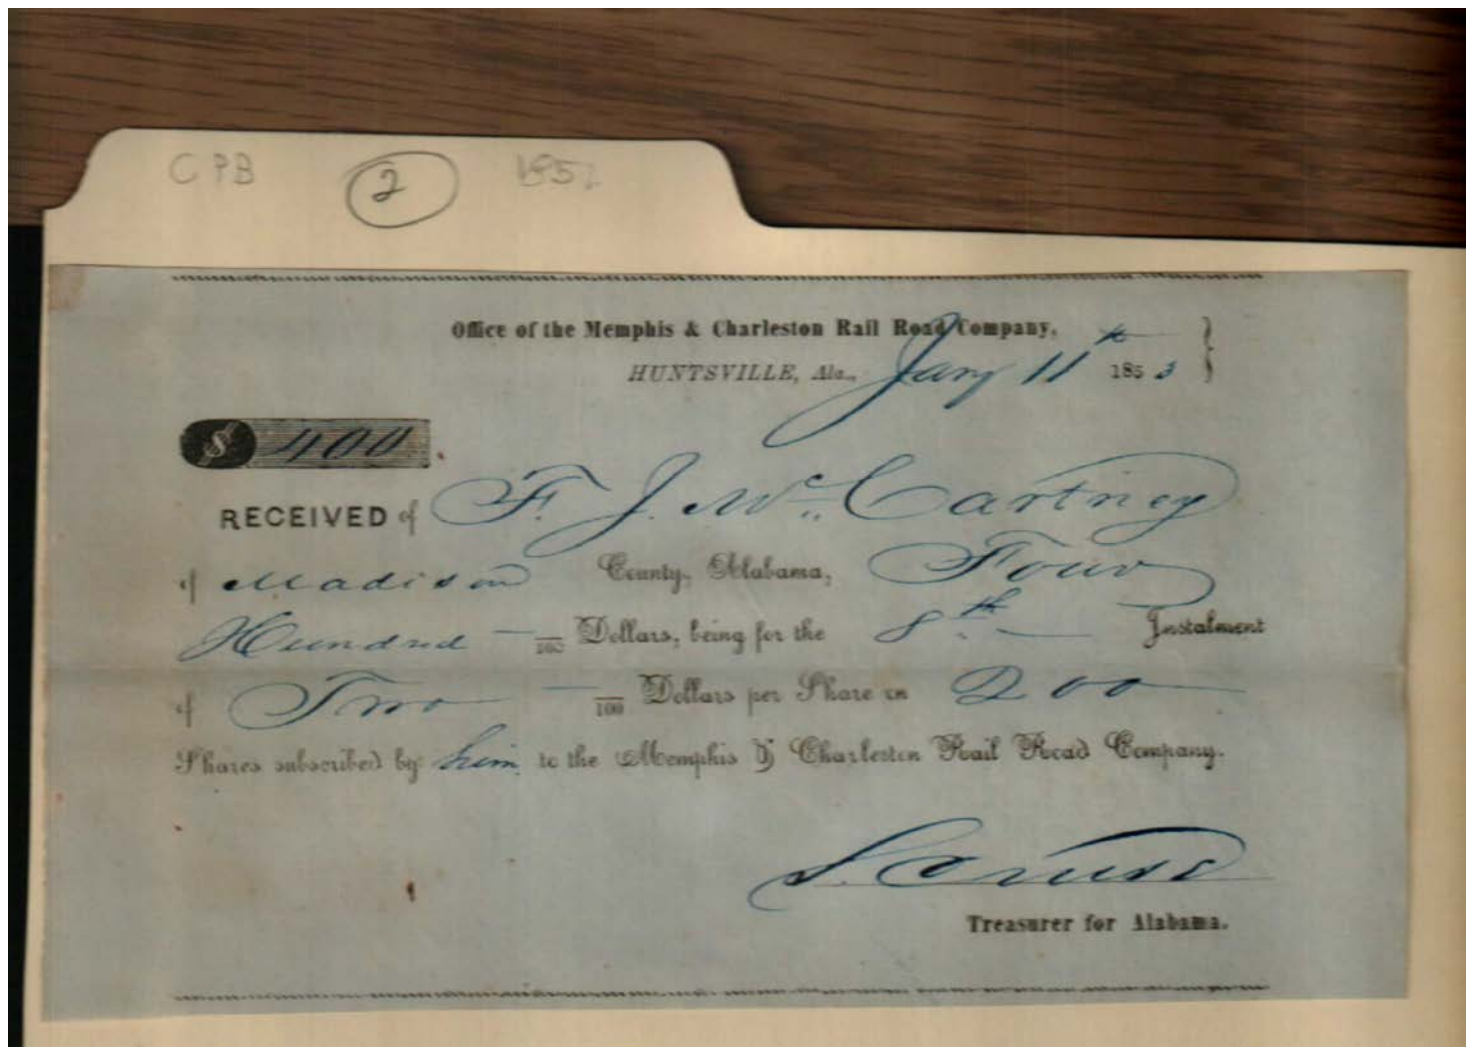 CPB 2 185
Office of the Memphis & Charleston Rail Road Company,
HUNTSVILLE, Ala., Jany 11th 1853
$ 400
RECEIVED of F. J. McCartney
of Madison County, Alabama, Four
Hundred — /100 Dollars, being for the 8th — Instalment
of Two — /100 Dollars per Share on 200
Shares subscribed by him to the Memphis & Charleston Rail Road Company.
S. Cruse
Treasurer for Alabama.